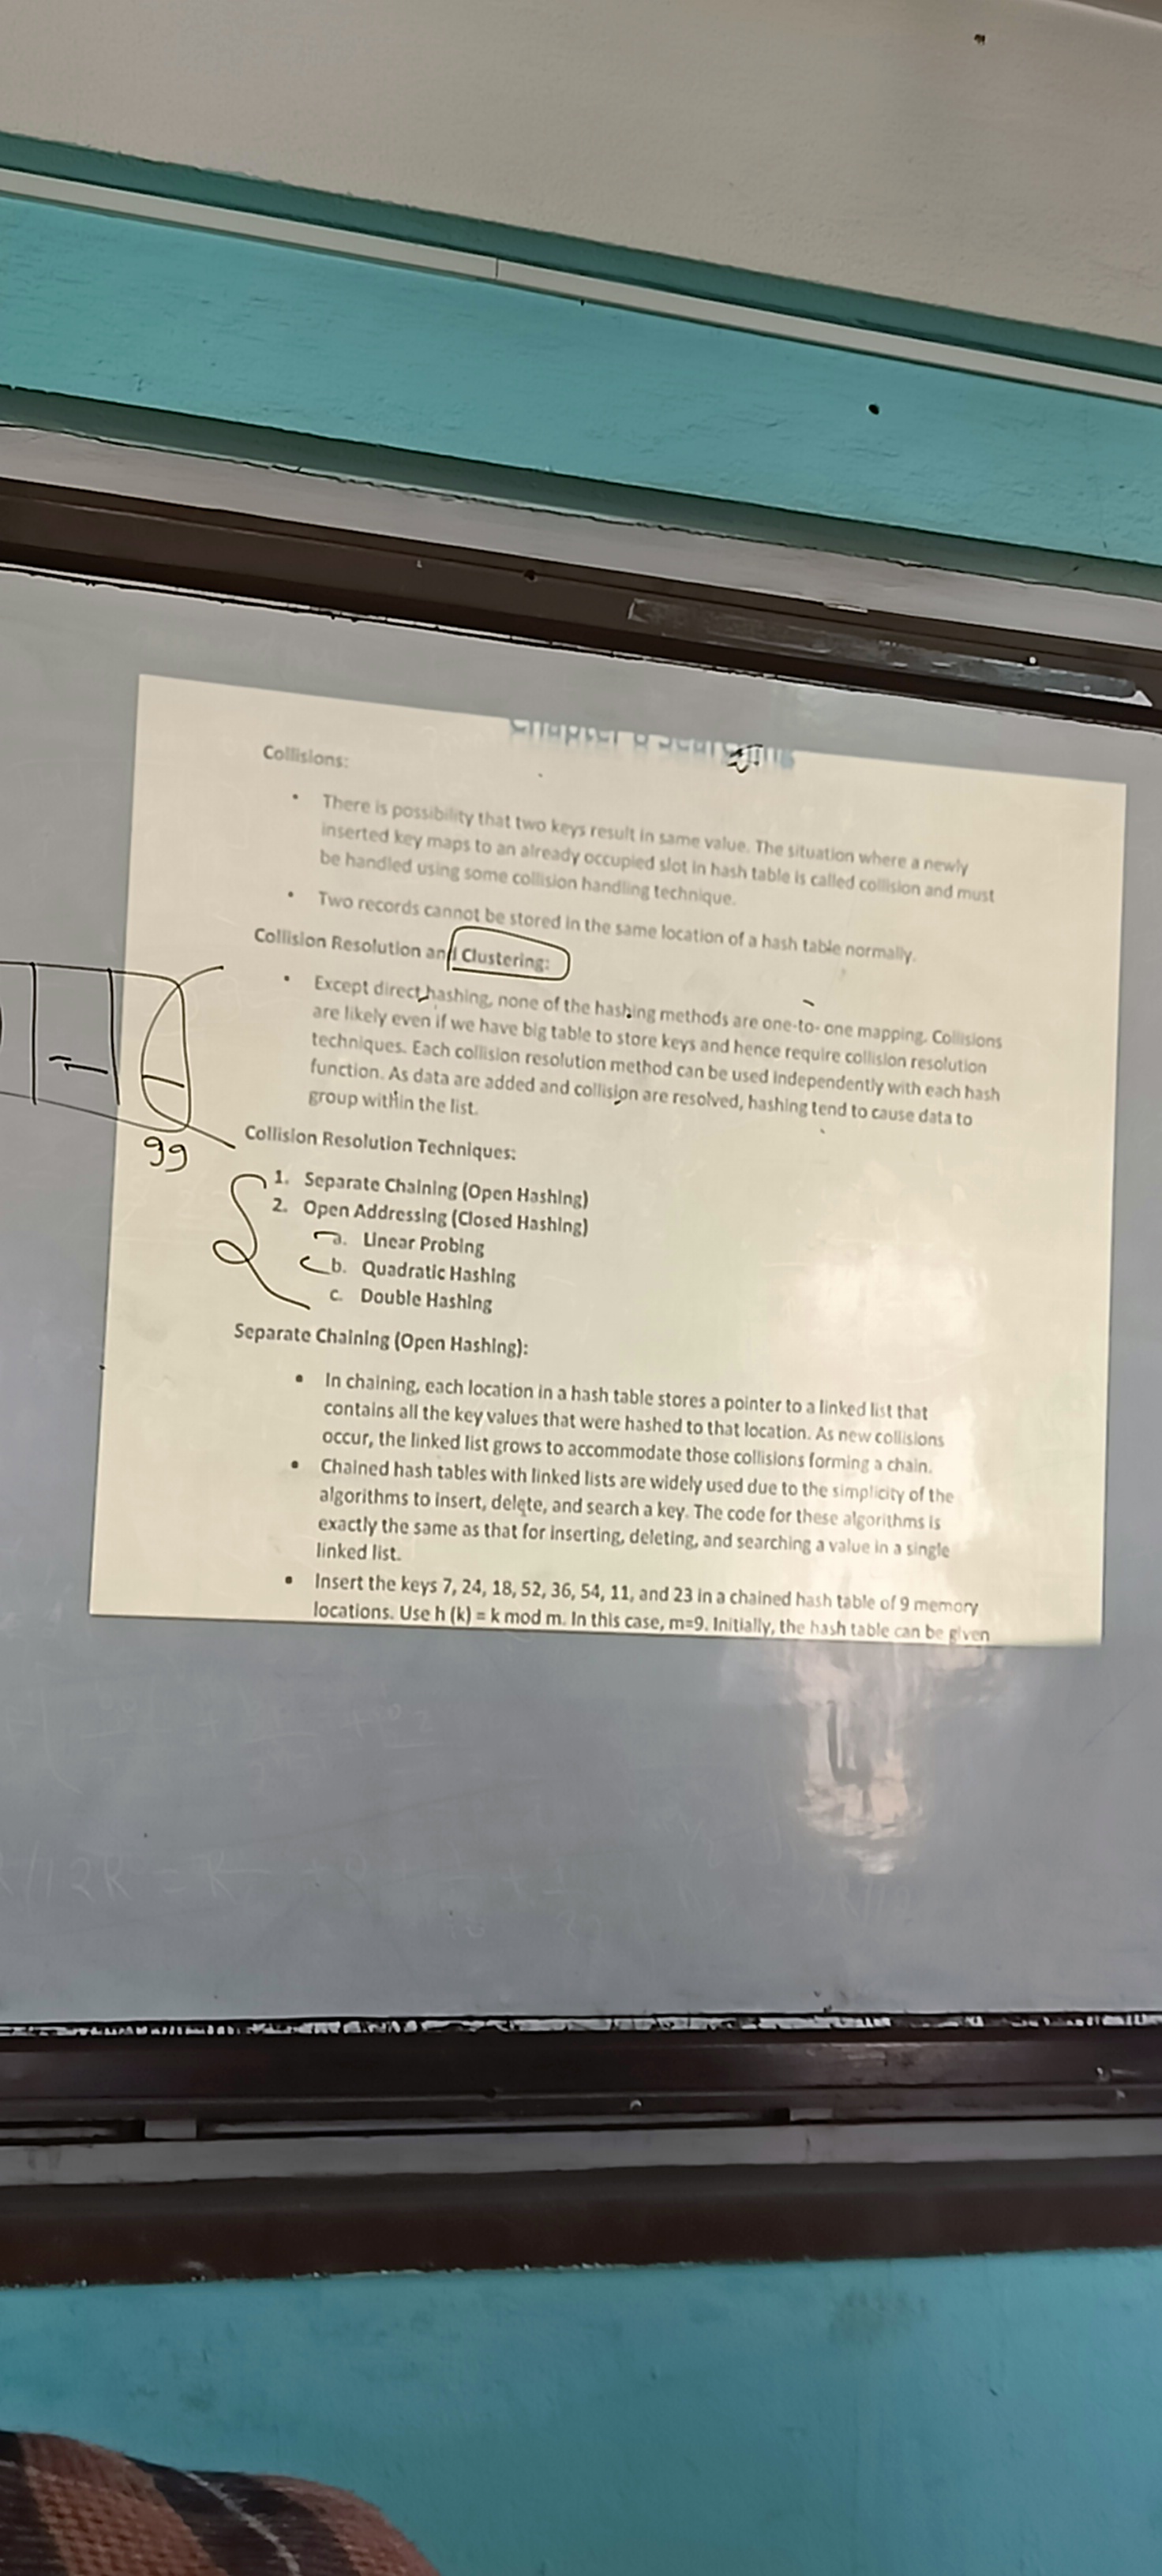 Chapter 8 Searching
Collisions:
• There is possibility that two keys result in same value. The situation where a newly
inserted key maps to an already occupied slot in hash table is called collision and must
be handled using some collision handling technique.
• Two records cannot be stored in the same location of a hash table normally.
Collision Resolution and Clustering:
• Except direct hashing, none of the hashing methods are one-to- one mapping. Collisions
are likely even if we have big table to store keys and hence require collision resolution
techniques. Each collision resolution method can be used independently with each hash
function. As data are added and collision are resolved, hashing tend to cause data to
group within the list.
99
Collision Resolution Techniques:
1. Separate Chaining (Open Hashing)
2. Open Addressing (Closed Hashing)
a. Linear Probing
b. Quadratic Hashing
c. Double Hashing
Separate Chaining (Open Hashing):
• In chaining, each location in a hash table stores a pointer to a linked list that
contains all the key values that were hashed to that location. As new collisions
occur, the linked list grows to accommodate those collisions forming a chain.
• Chained hash tables with linked lists are widely used due to the simplicity of the
algorithms to insert, delete, and search a key. The code for these algorithms is
exactly the same as that for inserting, deleting, and searching a value in a single
linked list.
• Insert the keys 7, 24, 18, 52, 36, 54, 11, and 23 in a chained hash table of 9 memory
locations. Use h (k) = k mod m. In this case, m=9. Initially, the hash table can be given